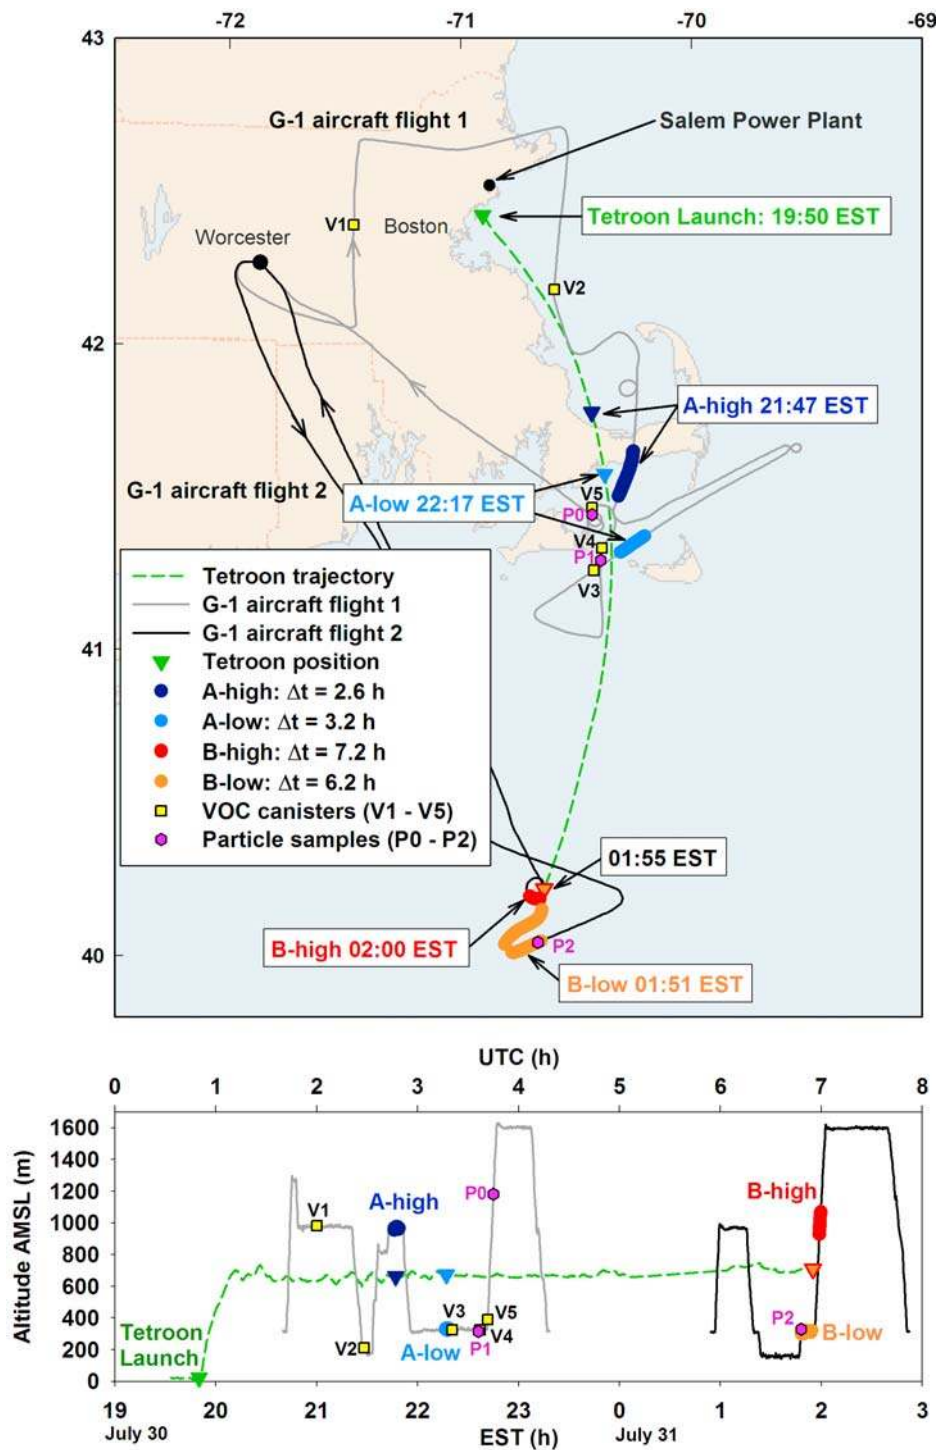 -72 -71 -70 -69
43
G-1 aircraft flight 1
Salem Power Plant
Tetroon Launch: 19:50 EST
V1
Boston
Worcester
V2
42
A-high 21:47 EST
G-1 aircraft flight 2
A-low 22:17 EST
V5
P0
V4
P1
V3
41
Tetroon trajectory
G-1 aircraft flight 1
G-1 aircraft flight 2
Tetroon position
A-high: Δt = 2.6 h
A-low: Δt = 3.2 h
B-high: Δt = 7.2 h
B-low: Δt = 6.2 h
VOC canisters (V1 - V5)
Particle samples (P0 - P2)
01:55 EST
B-high 02:00 EST
P2
40
B-low 01:51 EST
UTC (h)
0 1 2 3 4 5 6 7 8
Altitude AMSL (m)
1600
1400
1200
1000
800
600
400
200
0
V1
A-high
P0
B-high
V3
V5
V4
P1
V2
A-low
P2
B-low
Tetroon
Launch
19 20 21 22 23 0 1 2 3
July 30
EST (h)
July 31